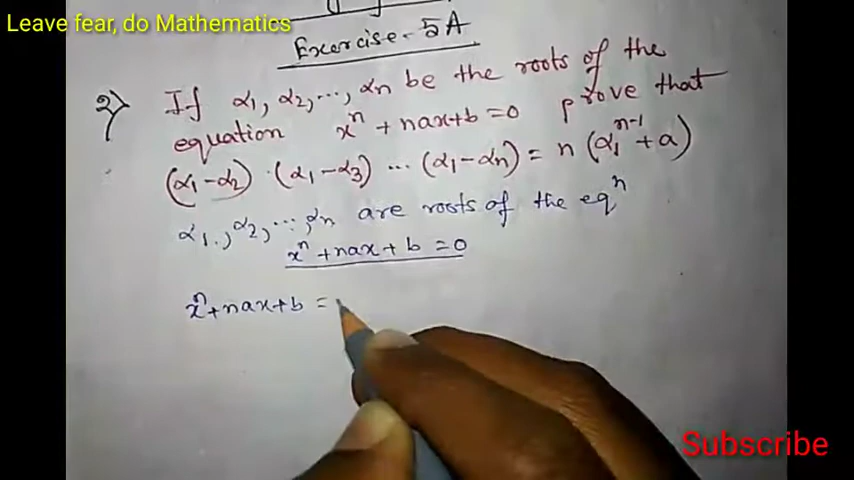 Leave fear, do Mathematics
Exercise - 5A
2) If α1, α2, ..., αn be the roots of the
equation x^n + nax + b = 0 prove that
(α1 - α2) · (α1 - α3) ... (α1 - αn) = n (α1^(n-1) + a)
α1, α2, ..., αn are roots of the eq^n
x^n + nax + b = 0
x^n + nax + b =
Subscribe